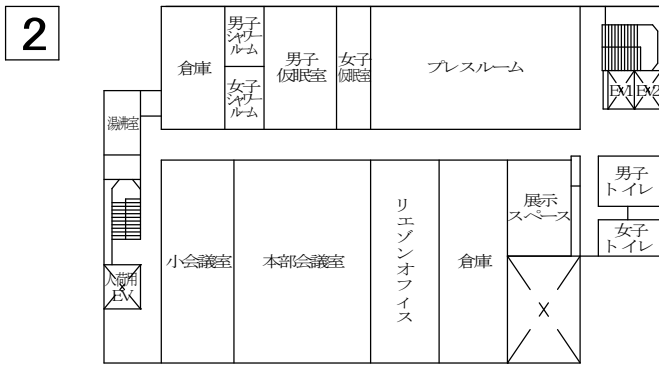 2
倉庫
男子
シャワー
ルーム
女子
シャワー
ルーム
男子
仮眠室
女子
仮眠室
プレスルーム
EV1
EV2
湯沸室
人荷用
EV
小会議室
本部会議室
リエゾンオフィス
倉庫
展示
スペース
男子
トイレ
女子
トイレ